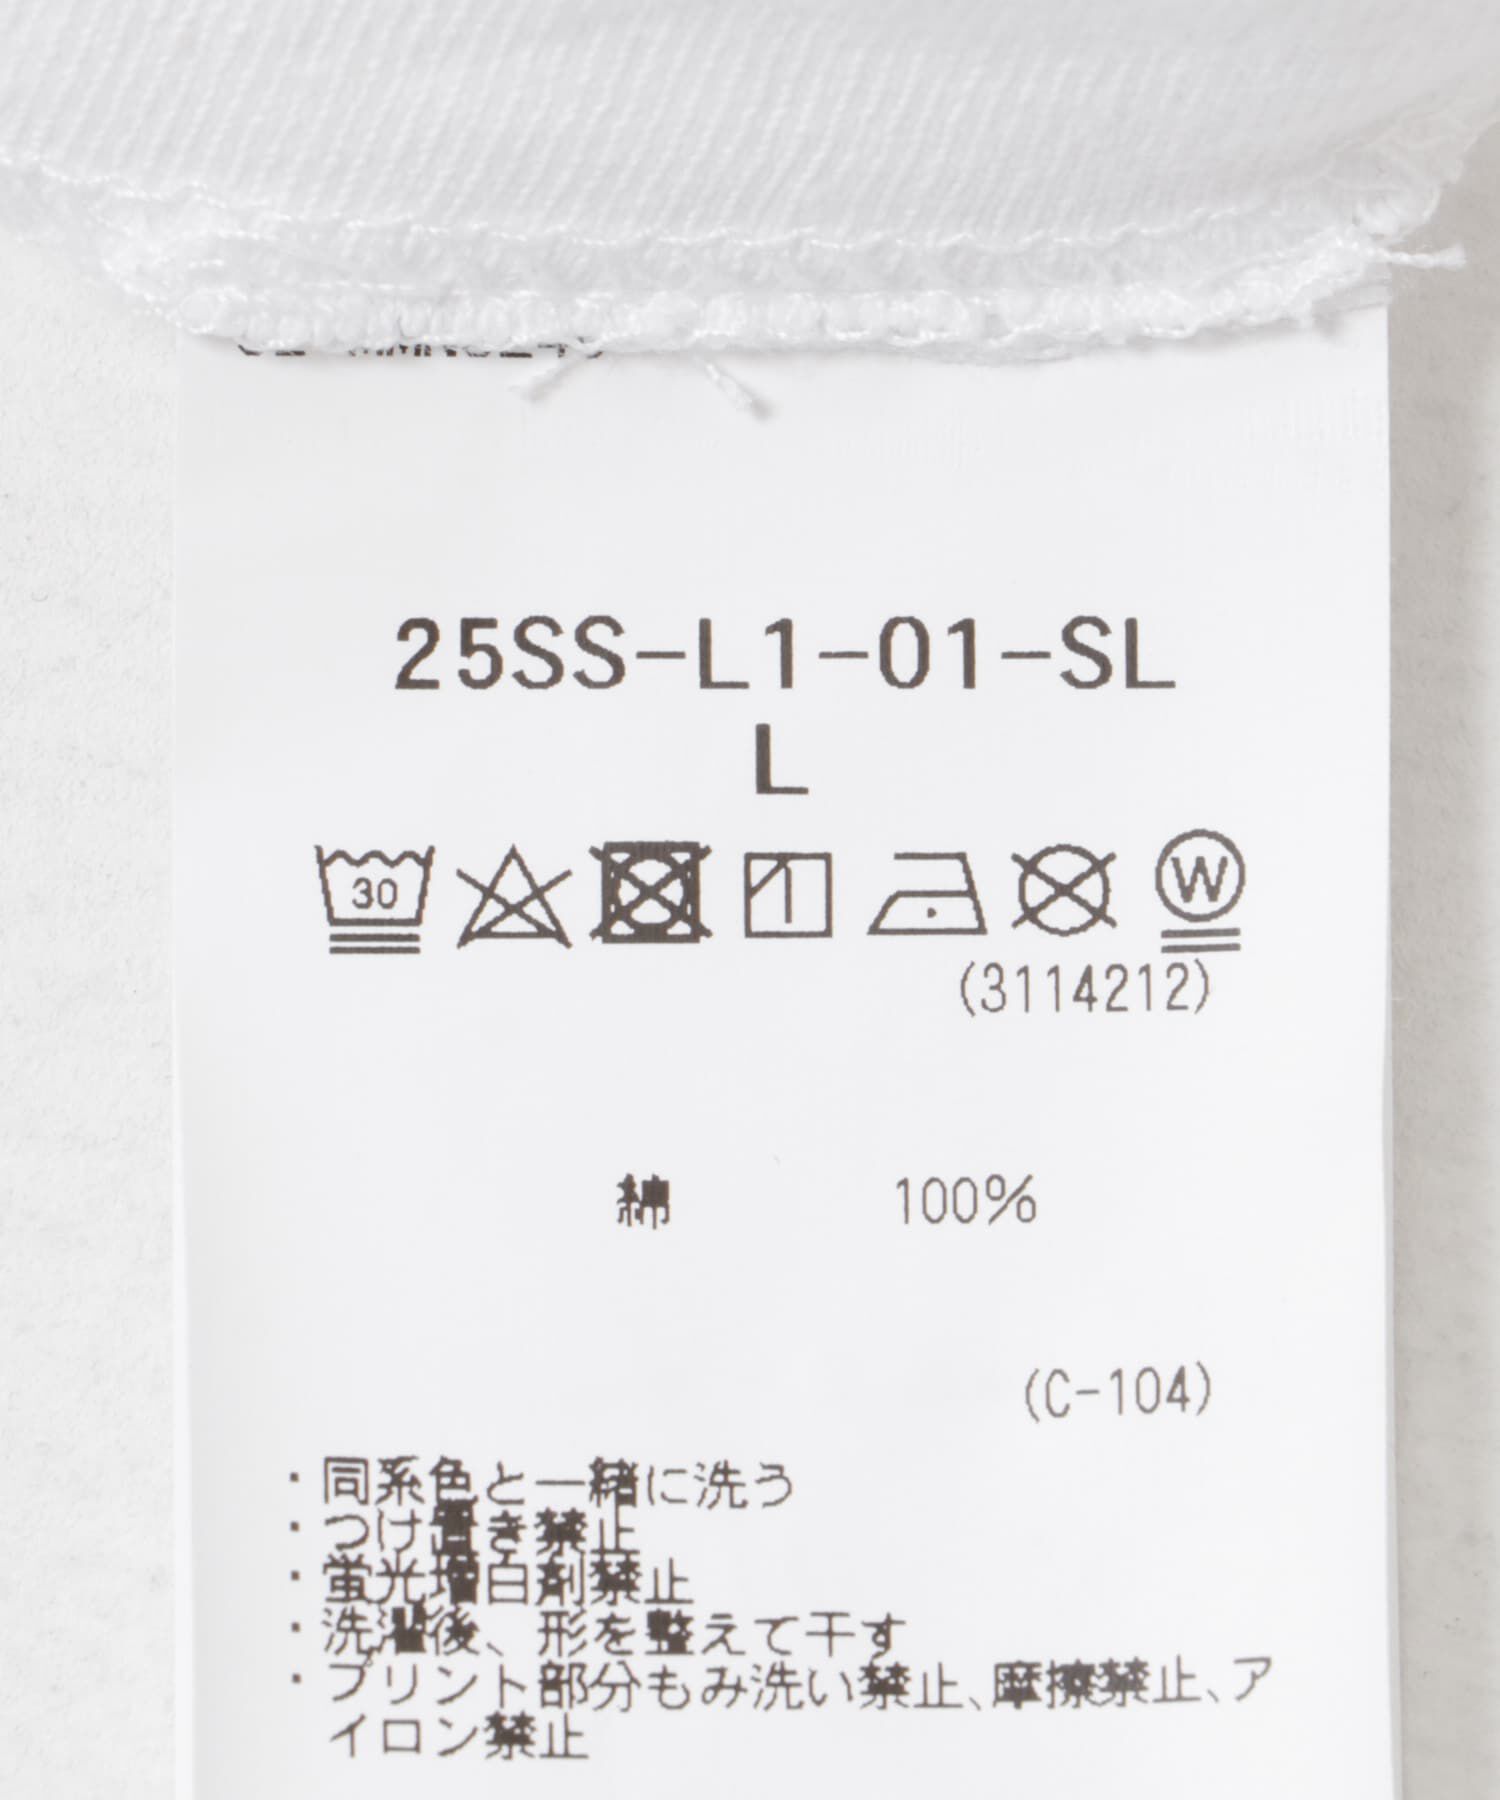 25SS-L1-01-SL
L
30
W
(3114212)
綿 100%
(C-104)
・同系色と一緒に洗う
・つけ置き禁止
・蛍光増白剤禁止
・洗濯後、形を整えて干す
・プリント部分もみ洗い禁止、摩擦禁止、ア
イロン禁止